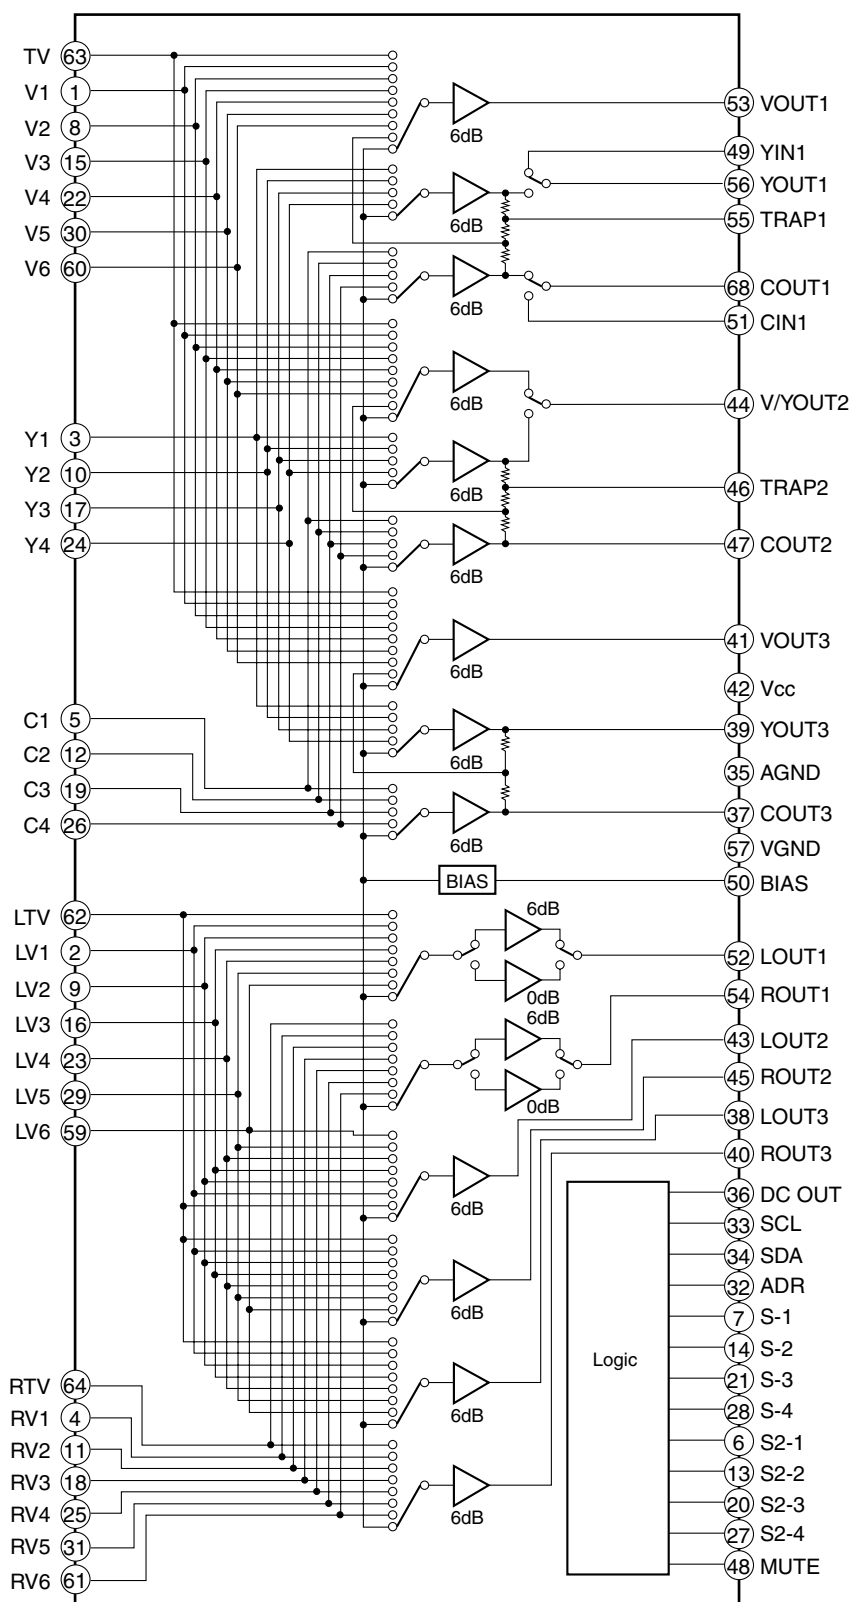 TV 63
V1 1
V2 8
V3 15
V4 22
V5 30
V6 60
Y1 3
Y2 10
Y3 17
Y4 24
C1 5
C2 12
C3 19
C4 26
LTV 62
LV1 2
LV2 9
LV3 16
LV4 23
LV5 29
LV6 59
RTV 64
RV1 4
RV2 11
RV3 18
RV4 25
RV5 31
RV6 61
6dB
6dB
6dB
6dB
6dB
6dB
6dB
6dB
6dB
BIAS
6dB
0dB
6dB
0dB
6dB
6dB
6dB
6dB
Logic
53 VOUT1
49 YIN1
56 YOUT1
55 TRAP1
68 COUT1
51 CIN1
44 V/YOUT2
46 TRAP2
47 COUT2
41 VOUT3
42 Vcc
39 YOUT3
35 AGND
37 COUT3
57 VGND
50 BIAS
52 LOUT1
54 ROUT1
43 LOUT2
45 ROUT2
38 LOUT3
40 ROUT3
36 DC OUT
33 SCL
34 SDA
32 ADR
7 S-1
14 S-2
21 S-3
28 S-4
6 S2-1
13 S2-2
20 S2-3
27 S2-4
48 MUTE